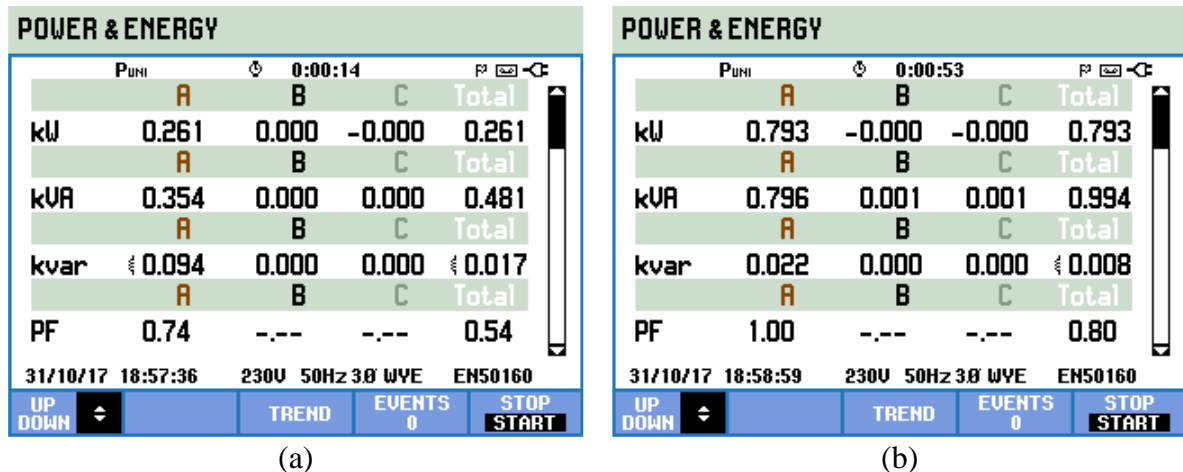 POWER & ENERGY
PUNI 0:00:14
A B C Total
kW 0.261 0.000 -0.000 0.261
A B C Total
kVA 0.354 0.000 0.000 0.481
A B C Total
kvar 0.094 0.000 0.000 0.017
A B C Total
PF 0.74 -.-- -.-- 0.54
31/10/17 18:57:36 230V 50Hz 3Ø WYE EN50160
UP DOWN TREND EVENTS 0 STOP START
(a)
POWER & ENERGY
PUNI 0:00:53
A B C Total
kW 0.793 -0.000 -0.000 0.793
A B C Total
kVA 0.796 0.001 0.001 0.994
A B C Total
kvar 0.022 0.000 0.000 0.008
A B C Total
PF 1.00 -.-- -.-- 0.80
31/10/17 18:58:59 230V 50Hz 3Ø WYE EN50160
UP DOWN TREND EVENTS 0 STOP START
(b)